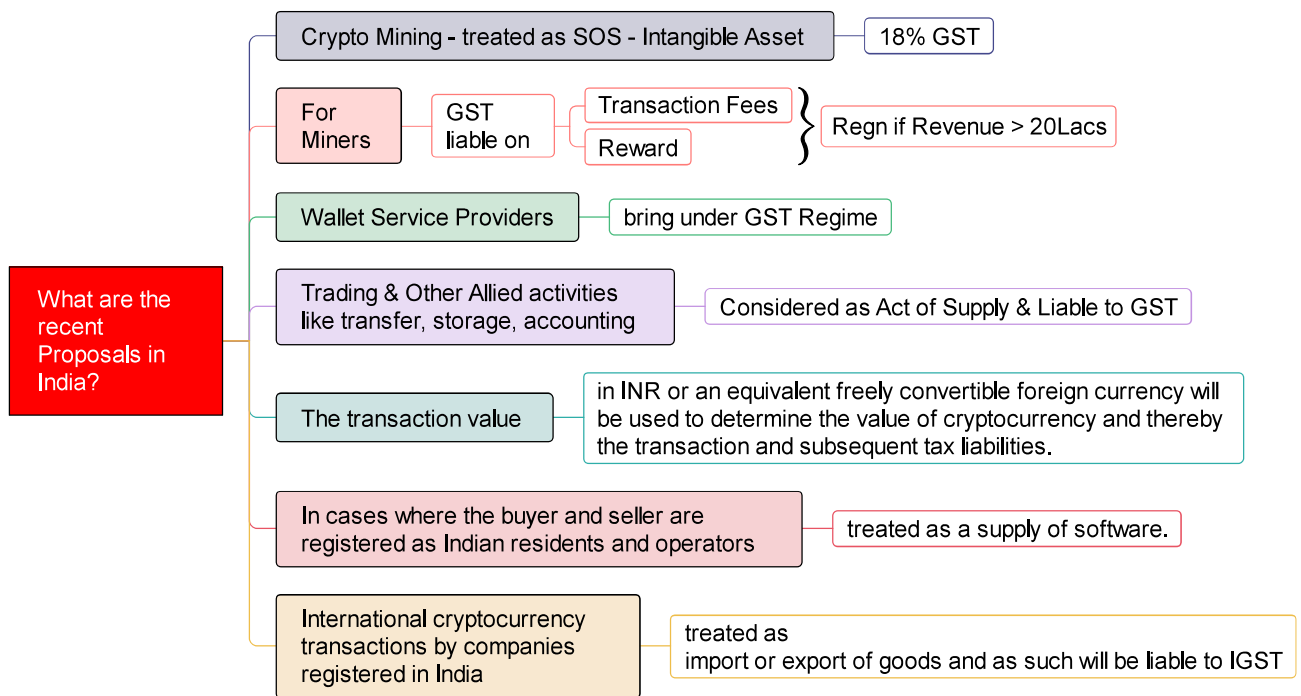 What are the
recent
Proposals in
India?
Crypto Mining - treated as SOS - Intangible Asset
18% GST
For
Miners
GST
liable on
Transaction Fees
Reward
Regn if Revenue > 20Lacs
Wallet Service Providers
bring under GST Regime
Trading & Other Allied activities
like transfer, storage, accounting
Considered as Act of Supply & Liable to GST
The transaction value
in INR or an equivalent freely convertible foreign currency will
be used to determine the value of cryptocurrency and thereby
the transaction and subsequent tax liabilities.
In cases where the buyer and seller are
registered as Indian residents and operators
treated as a supply of software.
International cryptocurrency
transactions by companies
registered in India
treated as
import or export of goods and as such will be liable to IGST